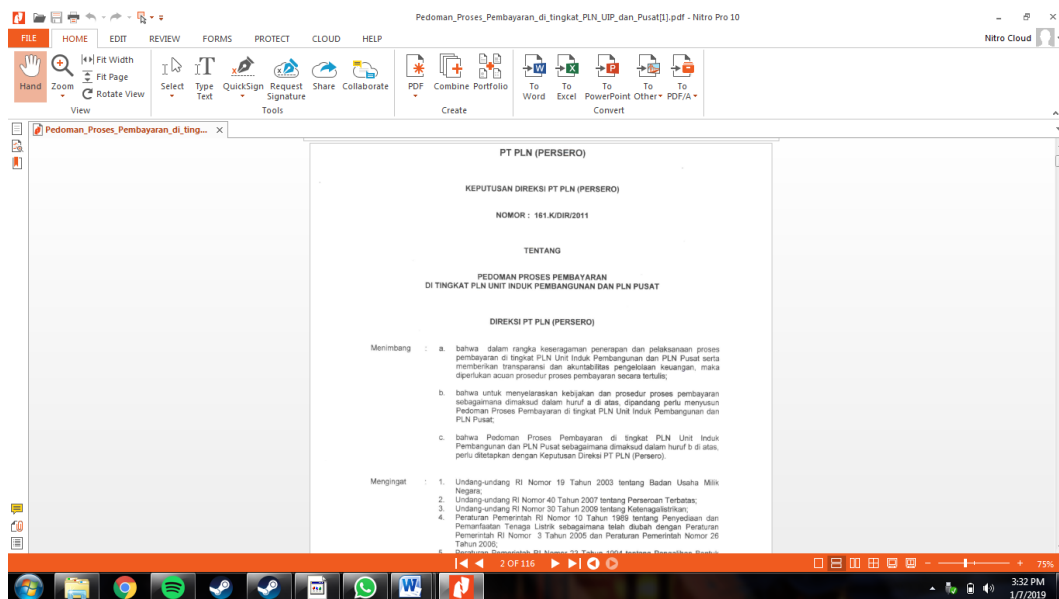 Pedoman_Proses_Pembayaran_di_tingkat_PLN_UIP_dan_Pusat[1].pdf - Nitro Pro 10
FILE HOME EDIT REVIEW FORMS PROTECT CLOUD HELP
Nitro Cloud
Hand
Zoom
Fit Width
Fit Page
Rotate View
View
Select
Type Text
QuickSign
Request Signature
Share
Collaborate
Tools
PDF
Combine
Portfolio
Create
To Word
To Excel
To PowerPoint
To Other
To PDF/A
Convert
Pedoman_Proses_Pembayaran_di_ting... ×
PT PLN (PERSERO)
KEPUTUSAN DIREKSI PT PLN (PERSERO)
NOMOR : 161.K/DIR/2011
TENTANG
PEDOMAN PROSES PEMBAYARAN
DI TINGKAT PLN UNIT INDUK PEMBANGUNAN DAN PLN PUSAT
DIREKSI PT PLN (PERSERO)
Menimbang : a. bahwa dalam rangka keseragaman penerapan dan pelaksanaan proses
pembayaran di tingkat PLN Unit Induk Pembangunan dan PLN Pusat serta
memberikan transparansi dan akuntabilitas pengelolaan keuangan, maka
diperlukan acuan prosedur proses pembayaran secara tertulis;
b. bahwa untuk menyelaraskan kebijakan dan prosedur proses pembayaran
sebagaimana dimaksud dalam huruf a di atas, dipandang perlu menyusun
Pedoman Proses Pembayaran di tingkat PLN Unit Induk Pembangunan dan
PLN Pusat;
c. bahwa Pedoman Proses Pembayaran di tingkat PLN Unit Induk
Pembangunan dan PLN Pusat sebagaimana dimaksud dalam huruf b di atas,
perlu ditetapkan dengan Keputusan Direksi PT PLN (Persero).
Mengingat : 1. Undang-undang RI Nomor 19 Tahun 2003 tentang Badan Usaha Milik
Negara;
2. Undang-undang RI Nomor 40 Tahun 2007 tentang Perseroan Terbatas;
3. Undang-undang RI Nomor 30 Tahun 2009 tentang Ketenagalistrikan;
4. Peraturan Pemerintah RI Nomor 10 Tahun 1989 tentang Penyediaan dan
Pemanfaatan Tenaga Listrik sebagaimana telah diubah dengan Peraturan
Pemerintah RI Nomor 3 Tahun 2005 dan Peraturan Pemerintah Nomor 26
Tahun 2006;
5. Peraturan Pemerintah RI Nomor 23 Tahun 1994 tentang Pengalihan Bentuk
2 OF 116
75%
3:32 PM
1/7/2019